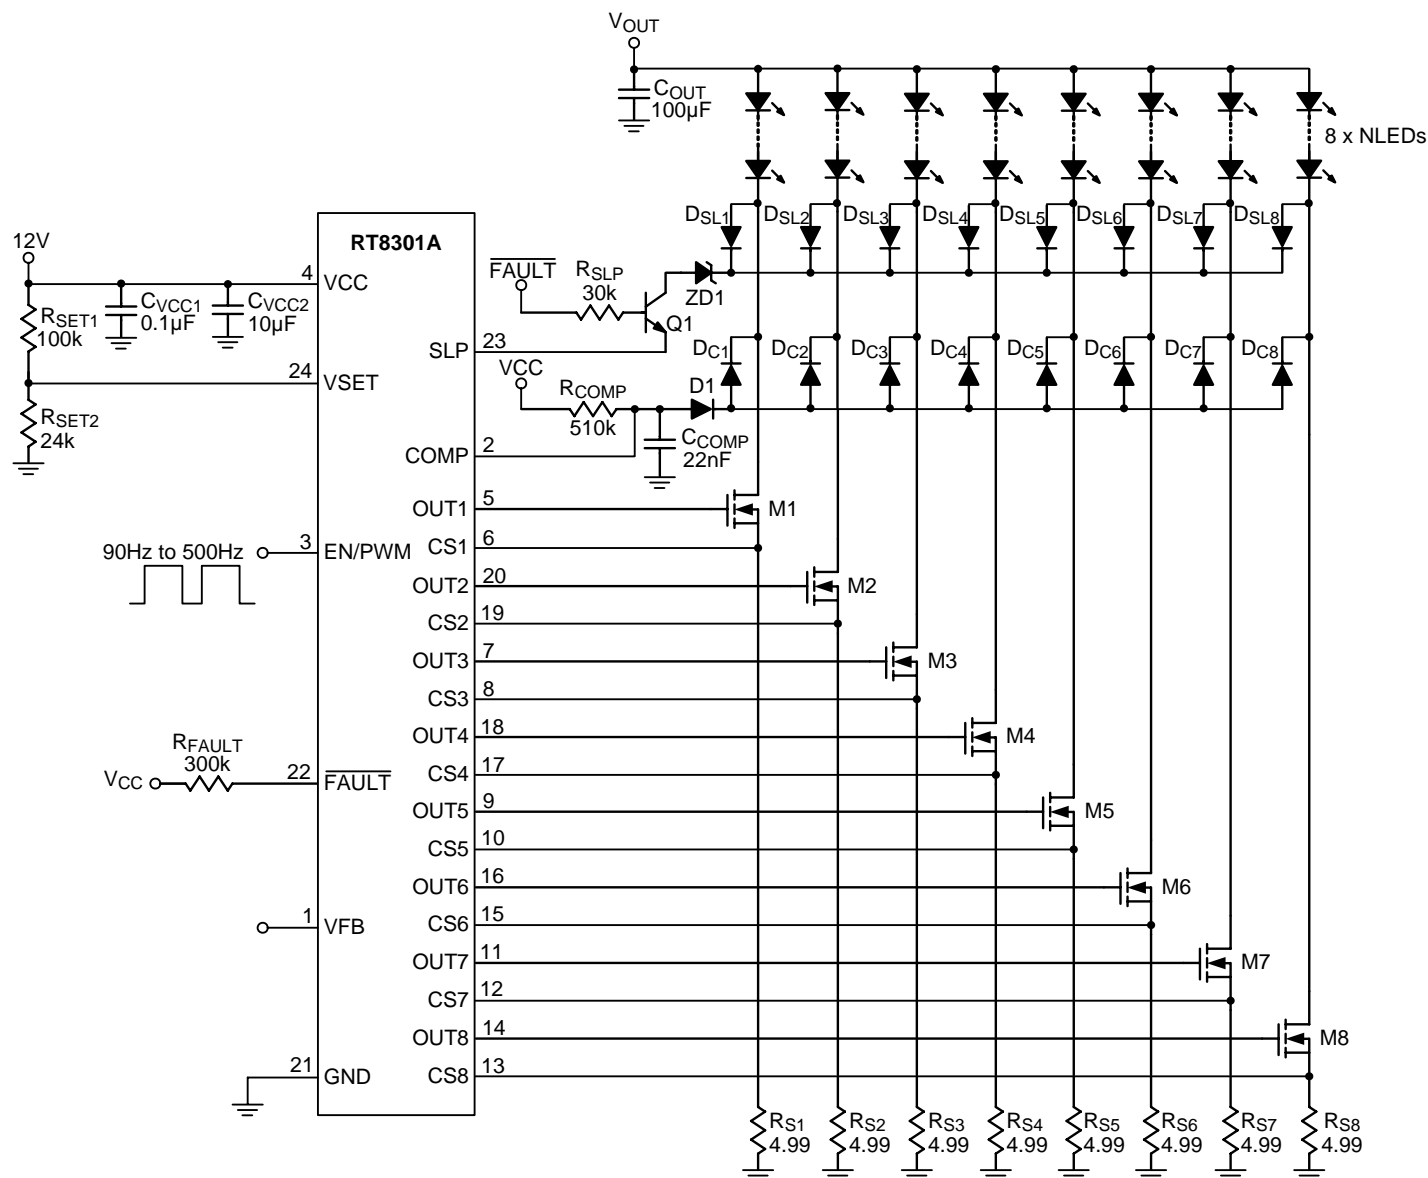 VOUT
COUT
100µF
8 x NLEDs
DSL1 DSL2 DSL3 DSL4 DSL5 DSL6 DSL7 DSL8
RT8301A
12V
4
VCC
CVCC1
0.1µF
CVCC2
10µF
RSET1
100k
24
VSET
RSET2
24k
FAULT
RSLP
30k
ZD1
Q1
23
SLP
VCC
RCOMP
510k
D1
CCOMP
22nF
2
COMP
DC1 DC2 DC3 DC4 DC5 DC6 DC7 DC8
OUT1 5 M1
90Hz to 500Hz
3
EN/PWM
CS1 6
OUT2 20 M2
CS2 19
OUT3 7 M3
CS3 8
OUT4 18 M4
CS4 17
RFAULT
300k
VCC
22
FAULT
OUT5 9 M5
CS5 10
OUT6 16 M6
CS6 15
1
VFB
OUT7 11 M7
CS7 12
OUT8 14 M8
CS8 13
21
GND
RS1
4.99
RS2
4.99
RS3
4.99
RS4
4.99
RS5
4.99
RS6
4.99
RS7
4.99
RS8
4.99